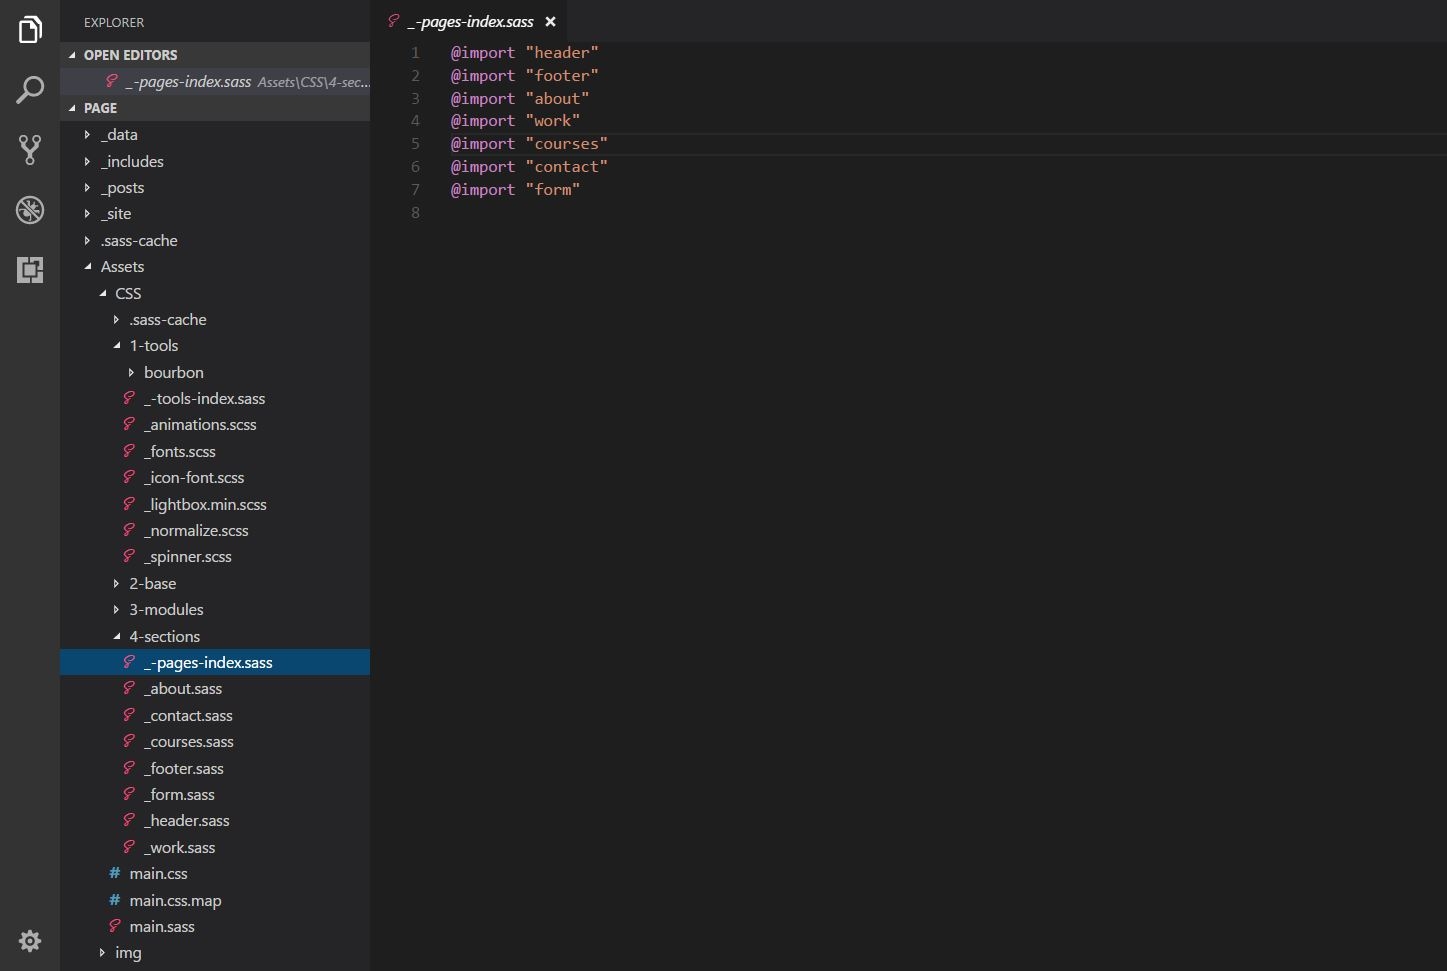 EXPLORER
OPEN EDITORS
_-pages-index.sass Assets\CSS\4-sec...
PAGE
_data
_includes
_posts
_site
.sass-cache
Assets
CSS
.sass-cache
1-tools
bourbon
_-tools-index.sass
_animations.scss
_fonts.scss
_icon-font.scss
_lightbox.min.scss
_normalize.scss
_spinner.scss
2-base
3-modules
4-sections
_-pages-index.sass
_about.sass
_contact.sass
_courses.sass
_footer.sass
_form.sass
_header.sass
_work.sass
# main.css
# main.css.map
main.sass
img
_-pages-index.sass
1 @import "header"
2 @import "footer"
3 @import "about"
4 @import "work"
5 @import "courses"
6 @import "contact"
7 @import "form"
8